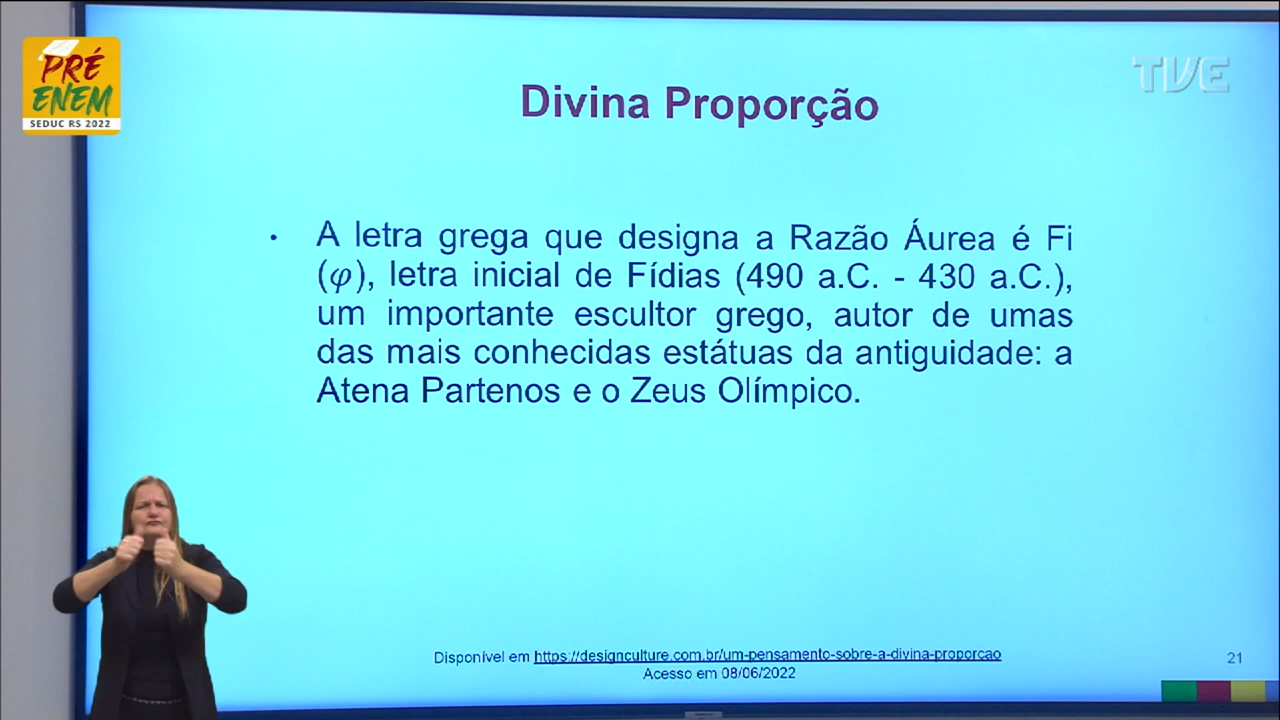 PRÉ
ENEM
SEDUC RS 2022
TVE
Divina Proporção
• A letra grega que designa a Razão Áurea é Fi
(φ), letra inicial de Fídias (490 a.C. - 430 a.C.),
um importante escultor grego, autor de umas
das mais conhecidas estátuas da antiguidade: a
Atena Partenos e o Zeus Olímpico.
Disponível em https://designculture.com.br/um-pensamento-sobre-a-divina-proporcao
Acesso em 08/06/2022
21